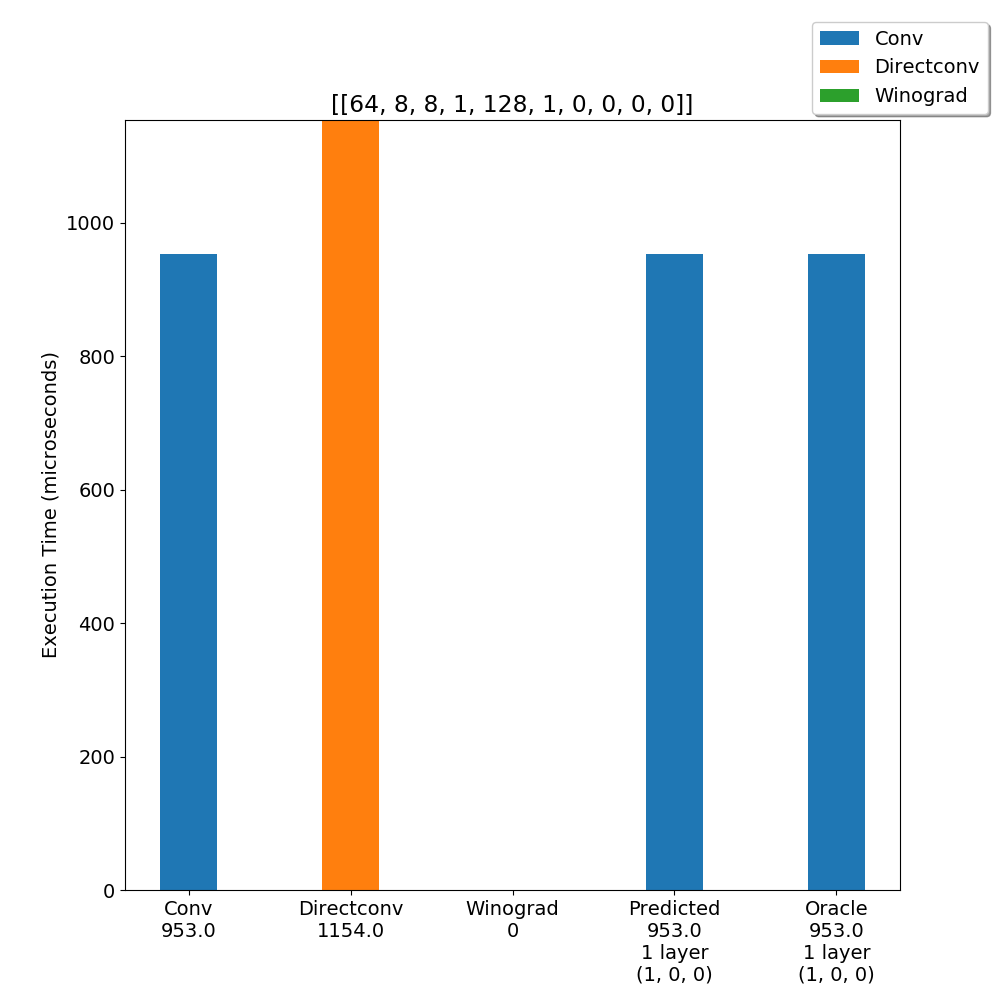 Conv
Directconv
Winograd
[[64, 8, 8, 1, 128, 1, 0, 0, 0, 0]]
Execution Time (microseconds)
1000
800
600
400
200
0
Conv
953.0
Directconv
1154.0
Winograd
0
Predicted
953.0
1 layer
(1, 0, 0)
Oracle
953.0
1 layer
(1, 0, 0)